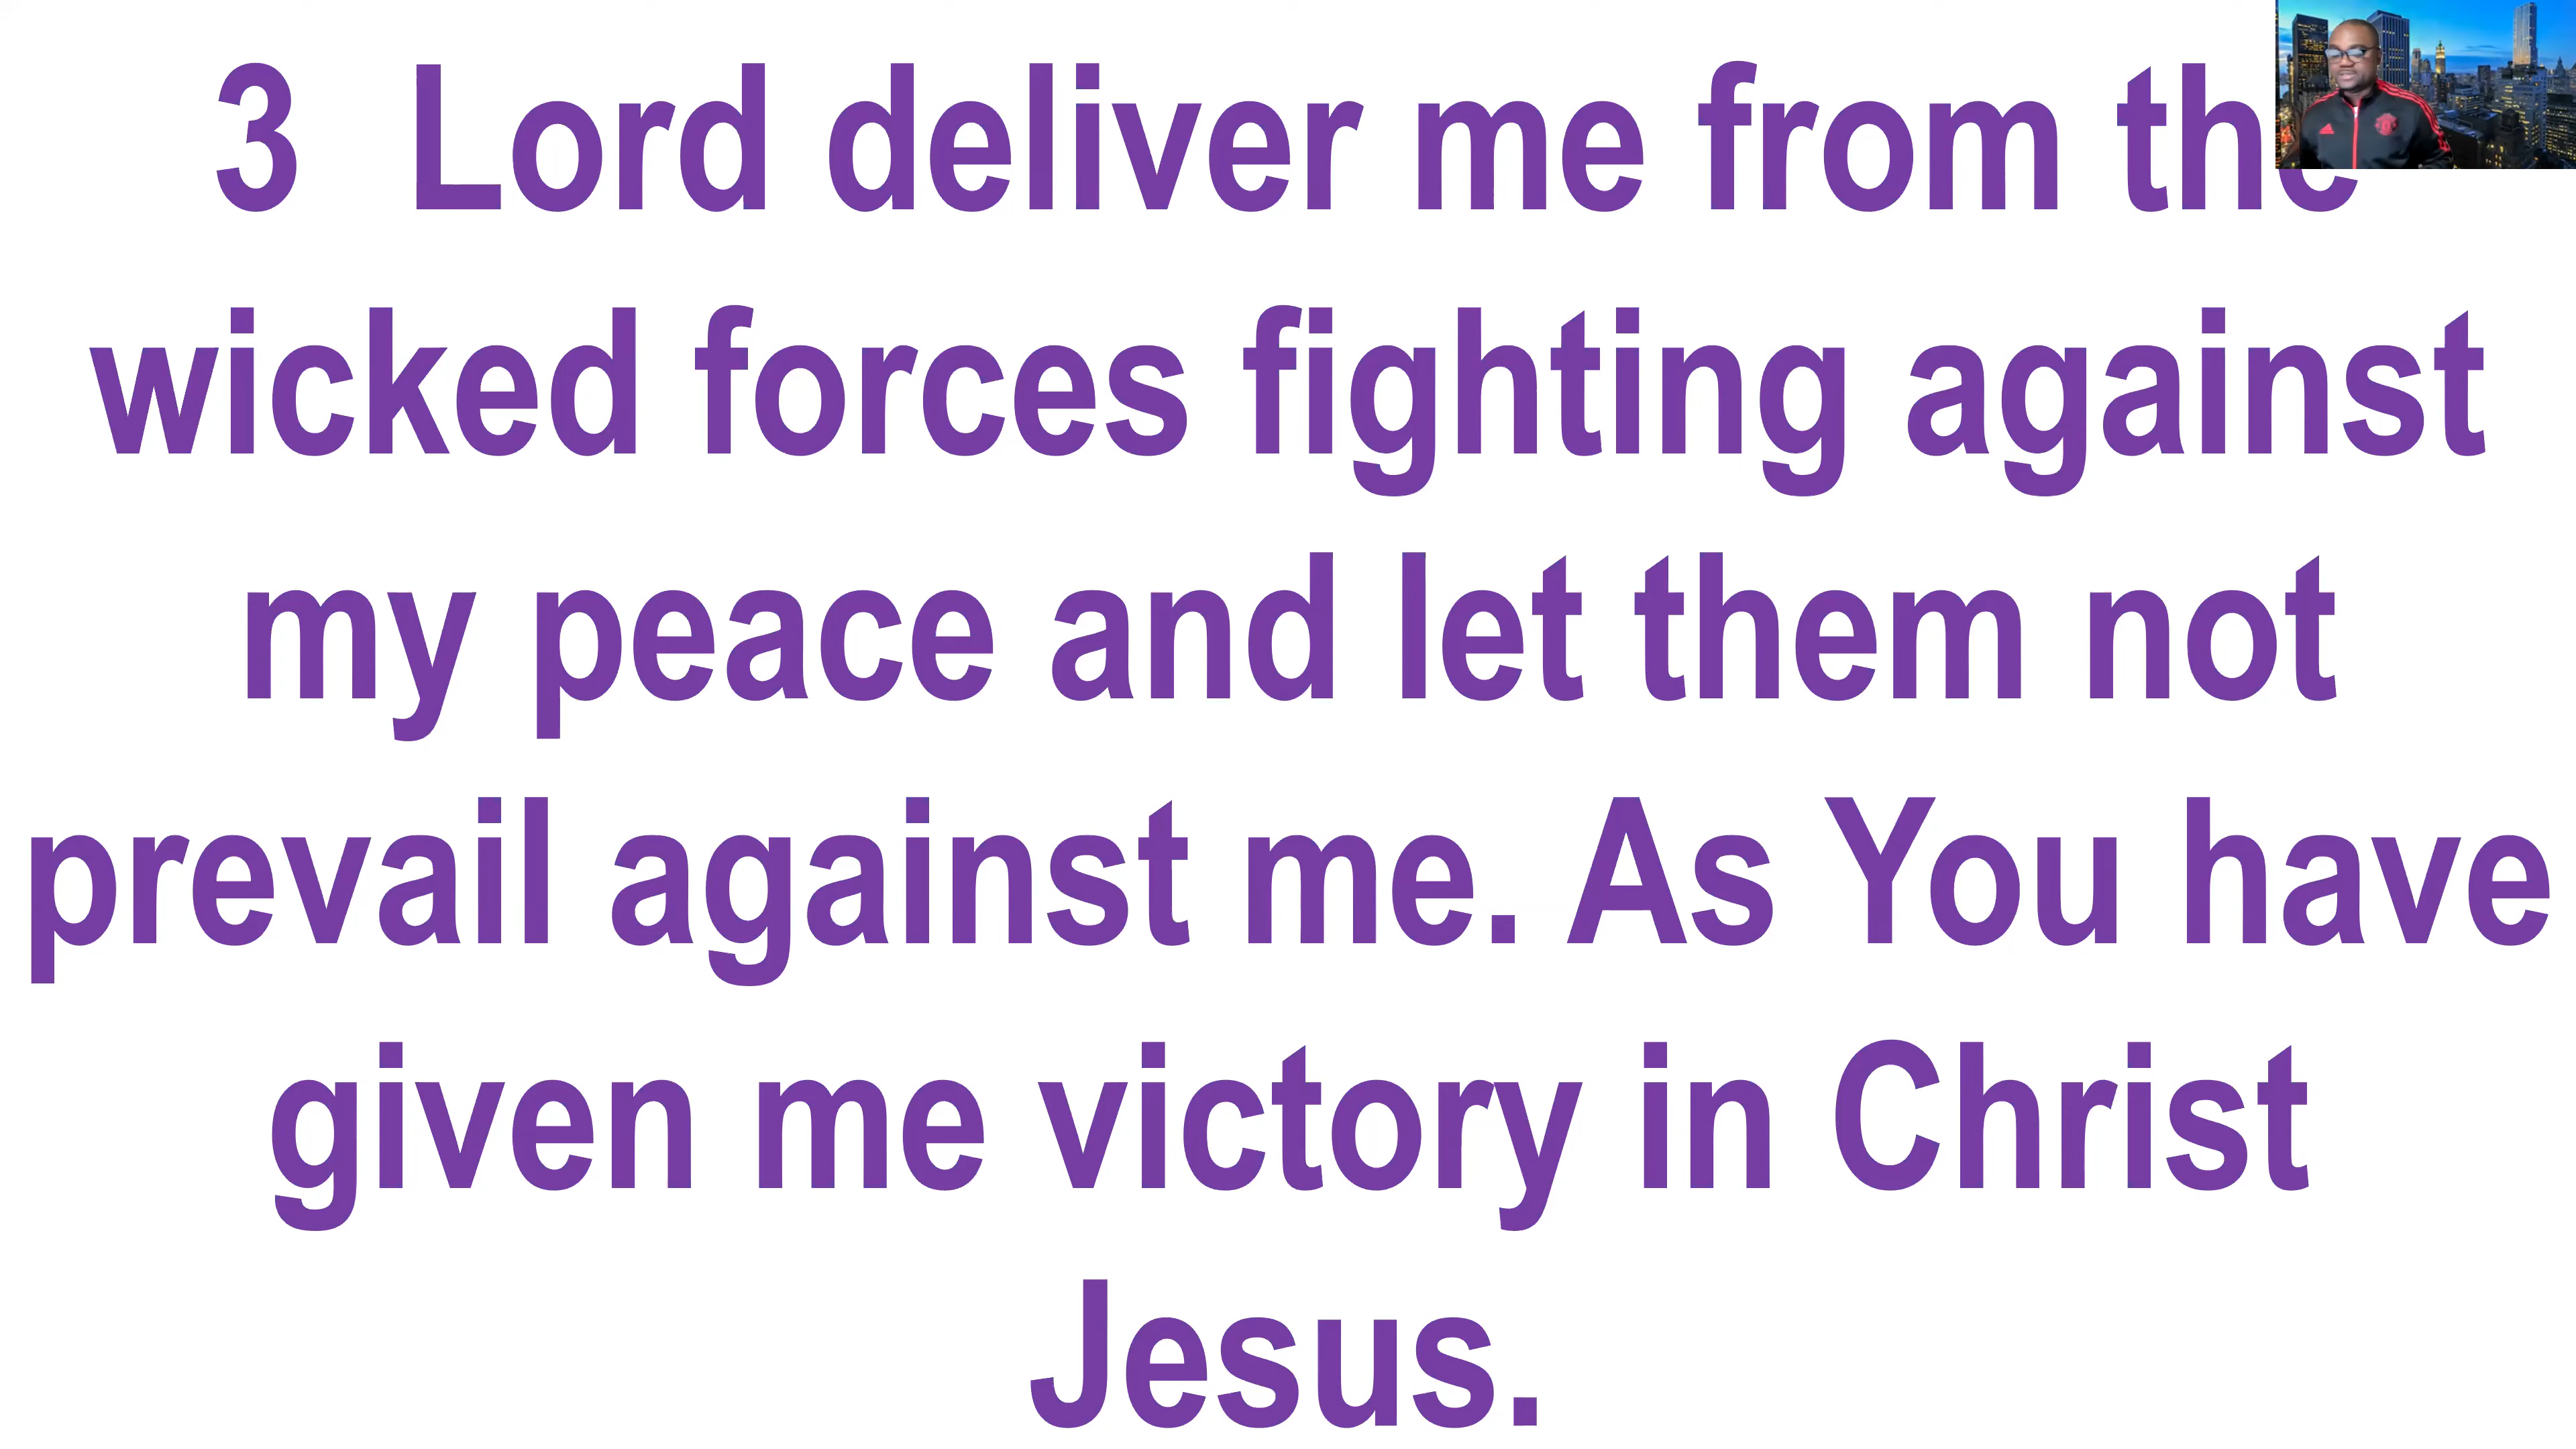 3  Lord deliver me from the
wicked forces fighting against
my peace and let them not
prevail against me. As You have
given me victory in Christ
Jesus.